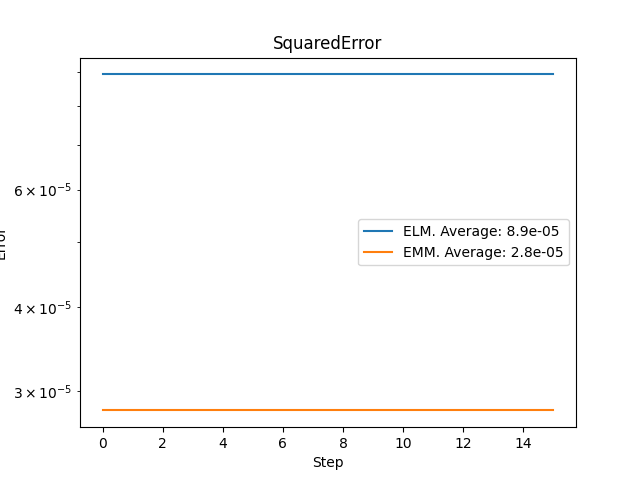 SquaredError
6 × 10⁻⁵
4 × 10⁻⁵
3 × 10⁻⁵
Error
ELM. Average: 8.9e-05
EMM. Average: 2.8e-05
0 2 4 6 8 10 12 14
Step